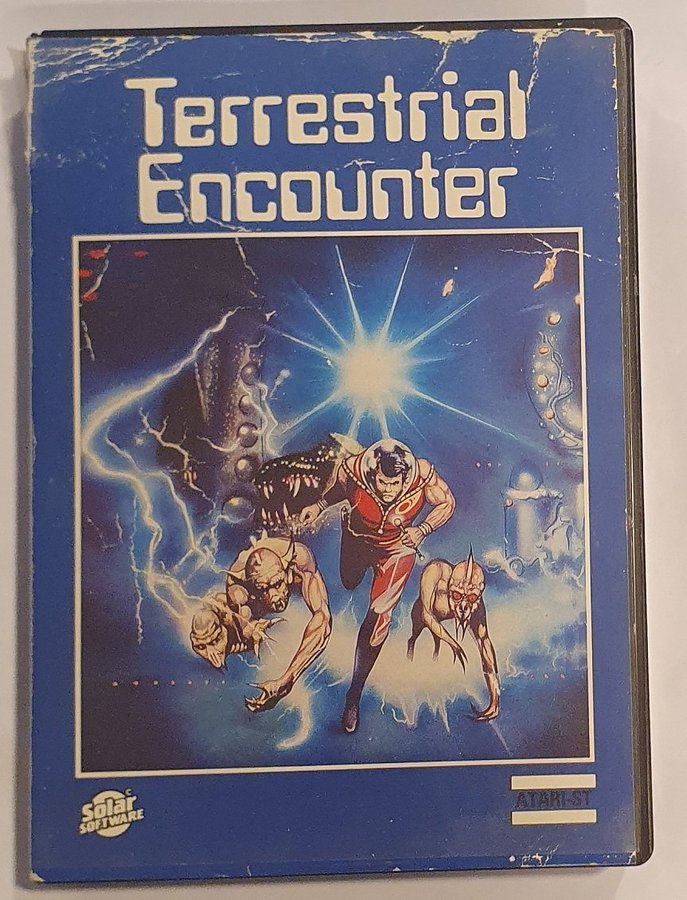 Terrestrial
Encounter
©
Solar
SOFTWARE
ATARI-ST